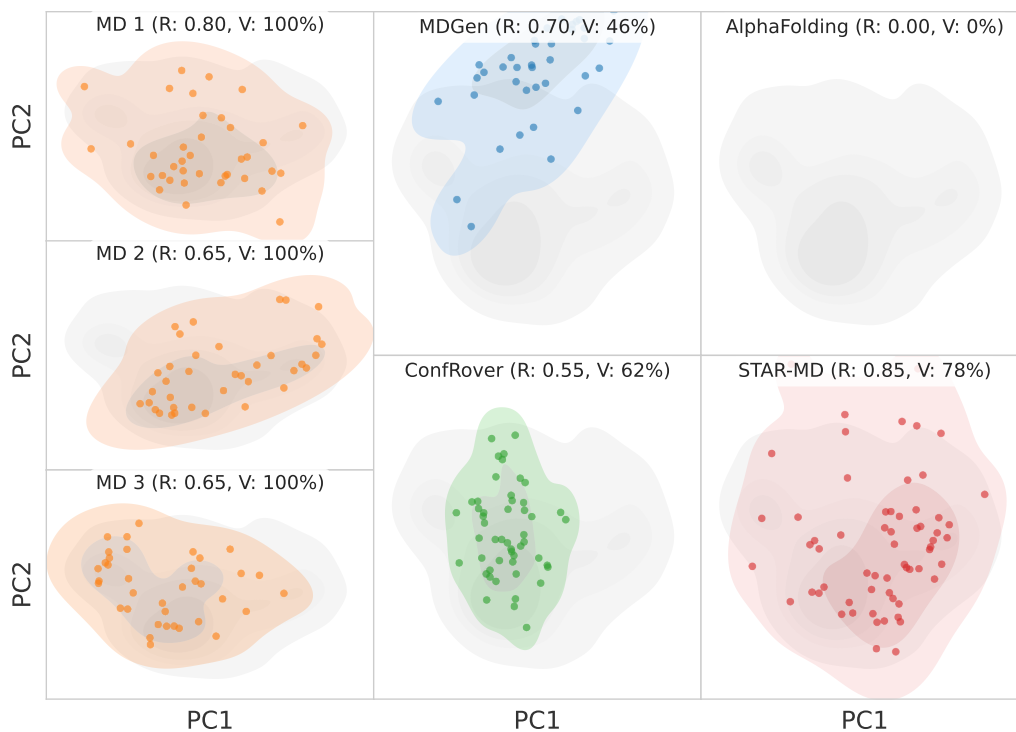 MD 1 (R: 0.80, V: 100%)
MDGen (R: 0.70, V: 46%)
AlphaFolding (R: 0.00, V: 0%)
PC2
MD 2 (R: 0.65, V: 100%)
PC2
ConfRover (R: 0.55, V: 62%)
STAR-MD (R: 0.85, V: 78%)
MD 3 (R: 0.65, V: 100%)
PC2
PC1
PC1
PC1